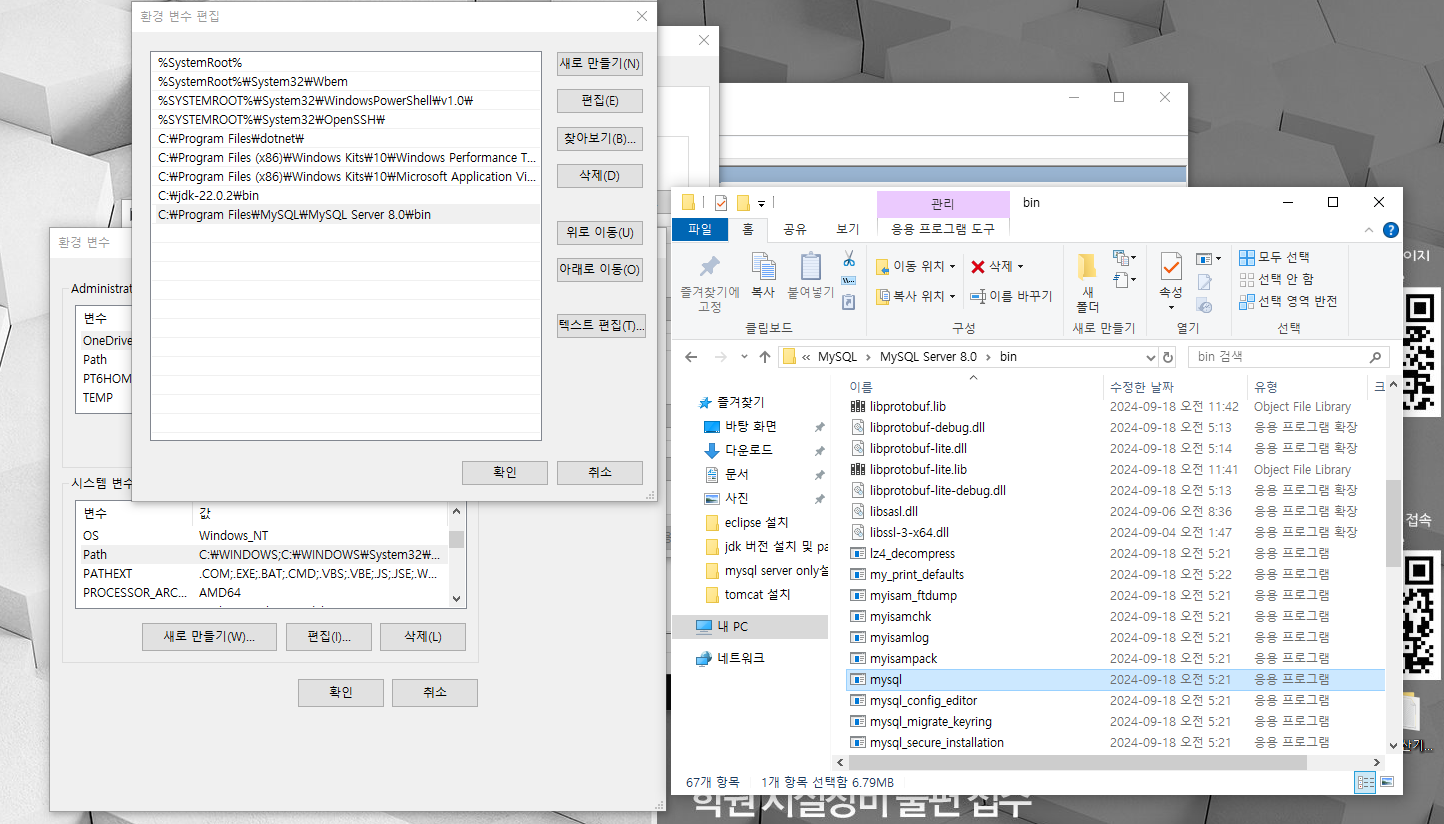 환경 변수 편집
%SystemRoot%
%SystemRoot%₩System32₩Wbem
%SYSTEMROOT%₩System32₩WindowsPowerShell₩v1.0₩
%SYSTEMROOT%₩System32₩OpenSSH₩
C:₩Program Files₩dotnet₩
C:₩Program Files (x86)₩Windows Kits₩10₩Windows Performance T...
C:₩Program Files (x86)₩Windows Kits₩10₩Microsoft Application Vi...
C:₩jdk-22.0.2₩bin
C:₩Program Files₩MySQL₩MySQL Server 8.0₩bin
새로 만들기(N)
편집(E)
찾아보기(B)...
삭제(D)
위로 이동(U)
아래로 이동(O)
텍스트 편집(T)...
확인
취소
환경 변수
Administrat
변수
OneDrive
Path
PT6HOM
TEMP
시스템 변수
변수 값
OS Windows_NT
Path C:₩WINDOWS;C:₩WINDOWS₩System32₩...
PATHEXT .COM;.EXE;.BAT;.CMD;.VBS;.VBE;.JS;.JSE;.W...
PROCESSOR_ARC... AMD64
새로 만들기(W)...
편집(I)...
삭제(L)
확인
취소
관리
bin
파일
홈
공유
보기
응용 프로그램 도구
즐겨찾기에
고정
복사
붙여넣기
클립보드
이동 위치
복사 위치
삭제
이름 바꾸기
구성
새
폴더
새로 만들기
속성
열기
모두 선택
선택 안 함
선택 영역 반전
선택
« MySQL > MySQL Server 8.0 > bin
bin 검색
즐겨찾기
바탕 화면
다운로드
문서
사진
eclipse 설치
jdk 버전 설치 및 pa
mysql server only설
tomcat 설치
내 PC
네트워크
이름 수정한 날짜 유형 크
libprotobuf.lib 2024-09-18 오전 11:42 Object File Library
libprotobuf-debug.dll 2024-09-18 오전 5:13 응용 프로그램 확장
libprotobuf-lite.dll 2024-09-18 오전 5:14 응용 프로그램 확장
libprotobuf-lite.lib 2024-09-18 오전 11:41 Object File Library
libprotobuf-lite-debug.dll 2024-09-18 오전 5:13 응용 프로그램 확장
libsasl.dll 2024-09-06 오전 8:36 응용 프로그램 확장
libssl-3-x64.dll 2024-09-04 오전 1:47 응용 프로그램 확장
lz4_decompress 2024-09-18 오전 5:21 응용 프로그램
my_print_defaults 2024-09-18 오전 5:22 응용 프로그램
myisam_ftdump 2024-09-18 오전 5:21 응용 프로그램
myisamchk 2024-09-18 오전 5:21 응용 프로그램
myisamlog 2024-09-18 오전 5:21 응용 프로그램
myisampack 2024-09-18 오전 5:21 응용 프로그램
mysql 2024-09-18 오전 5:21 응용 프로그램
mysql_config_editor 2024-09-18 오전 5:21 응용 프로그램
mysql_migrate_keyring 2024-09-18 오전 5:21 응용 프로그램
mysql_secure_installation 2024-09-18 오전 5:21 응용 프로그램
67개 항목
1개 항목 선택함 6.79MB
이지
접속
학원 시설장비 불편 접수